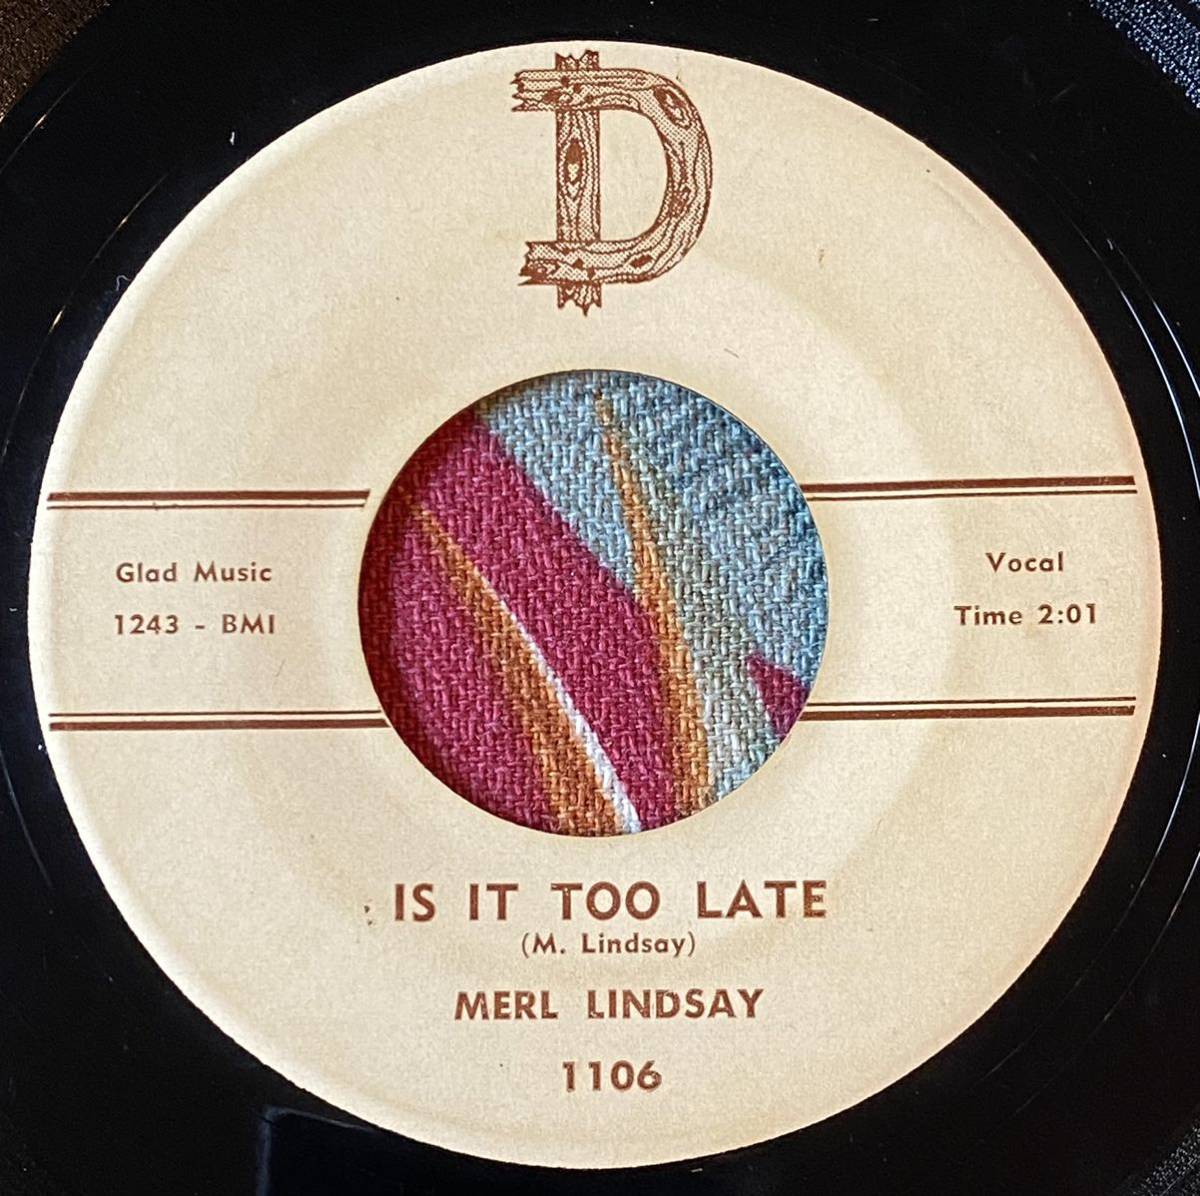 D
Glad Music
1243 - BMI
Vocal
Time 2:01
IS IT TOO LATE
(M. Lindsay)
MERL LINDSAY
1106